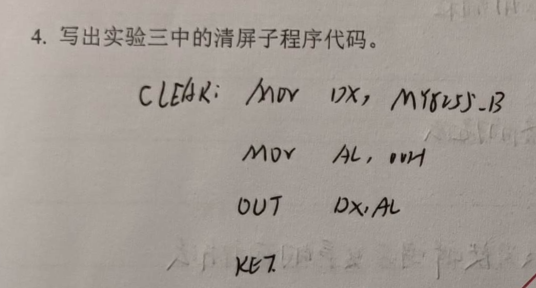 4. 写出实验三中的清屏子程序代码。
CLEAR: MOV DX, MY8255_B
MOV AL, 00H
OUT DX, AL
RET